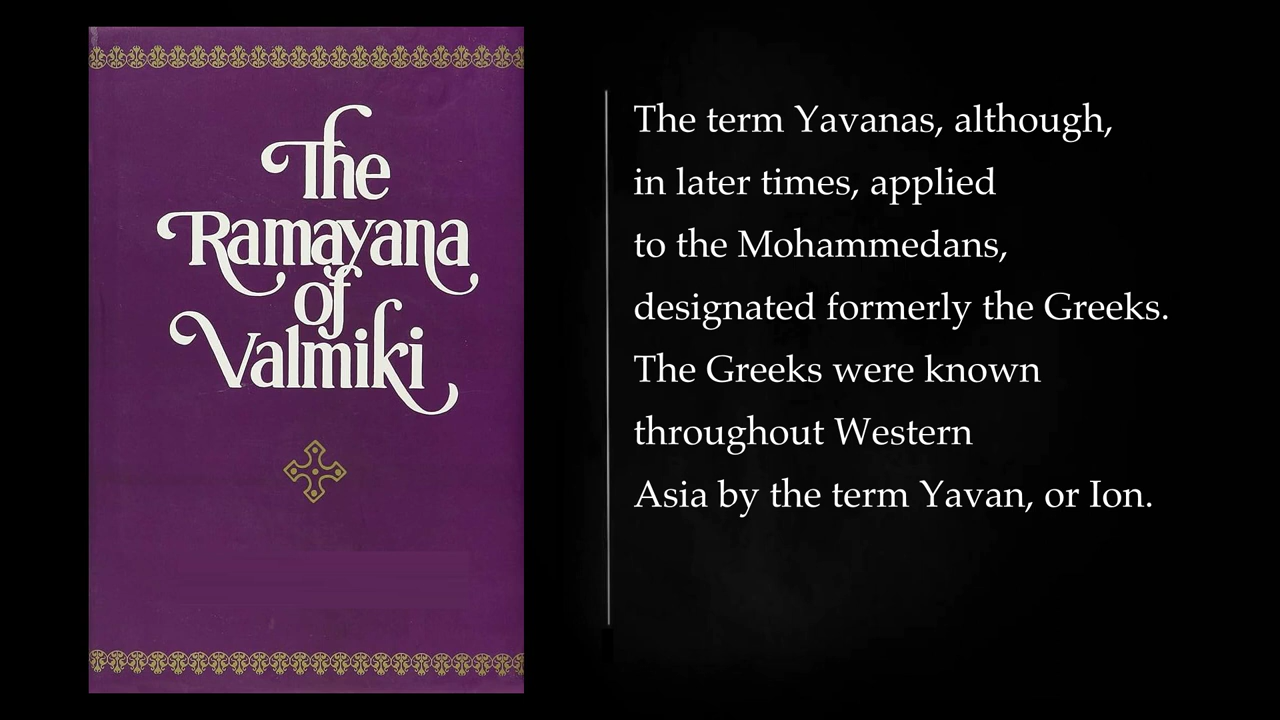 The
Ramayana
of
Valmiki
The term Yavanas, although,
in later times, applied
to the Mohammedans,
designated formerly the Greeks.
The Greeks were known
throughout Western
Asia by the term Yavan, or Ion.